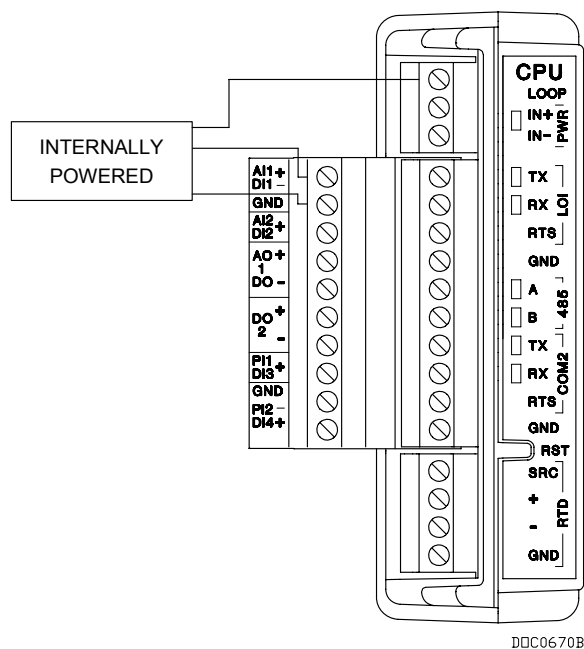 INTERNALLY
POWERED
AI1+
DI1-
GND
AI2+
DI2
AO+
1
DO-
DO+
2 -
PI1+
DI3
GND
PI2-
DI4+
CPU
LOOP
IN+
IN-
PWR
TX
RX
RTS
LOI
GND
A
B
485
TX
RX
RTS
COM2
GND
RST
SRC
+
-
RTD
GND
DOC0670B